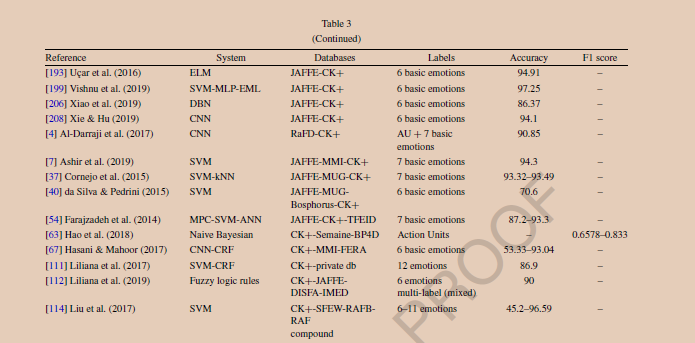 Table 3
(Continued)
Reference System Databases Labels Accuracy F1 score
[193] Uçar et al. (2016) ELM JAFFE-CK+ 6 basic emotions 94.91 –
[199] Vishnu et al. (2019) SVM-MLP-EML JAFFE-CK+ 6 basic emotions 97.25 –
[206] Xiao et al. (2019) DBN JAFFE-CK+ 6 basic emotions 86.37 –
[208] Xie & Hu (2019) CNN JAFFE-CK+ 6 basic emotions 94.1 –
[4] Al-Darraji et al. (2017) CNN RaFD-CK+ AU + 7 basic 90.85 –
emotions
[7] Ashir et al. (2019) SVM JAFFE-MMI-CK+ 7 basic emotions 94.3 –
[37] Cornejo et al. (2015) SVM-kNN JAFFE-MUG-CK+ 7 basic emotions 93.32–93.49 –
[40] da Silva & Pedrini (2015) SVM JAFFE-MUG- 6 basic emotions 70.6 –
Bosphorus-CK+
[54] Farajzadeh et al. (2014) MPC-SVM-ANN JAFFE-CK+-TFEID 7 basic emotions 87.2–93.3 –
[63] Hao et al. (2018) Naive Bayesian CK+-Semaine-BP4D Action Units – 0.6578–0.833
[67] Hasani & Mahoor (2017) CNN-CRF CK+-MMI-FERA 6 basic emotions 53.33–93.04 –
[111] Liliana et al. (2017) SVM-CRF CK+-private db 12 emotions 86.9 –
[112] Liliana et al. (2019) Fuzzy logic rules CK+-JAFFE- 6 emotions 90 –
DISFA-IMED multi-label (mixed)
[114] Liu et al. (2017) SVM CK+-SFEW-RAFB- 6–11 emotions 45.2–96.59 –
RAF
compound
PROOF